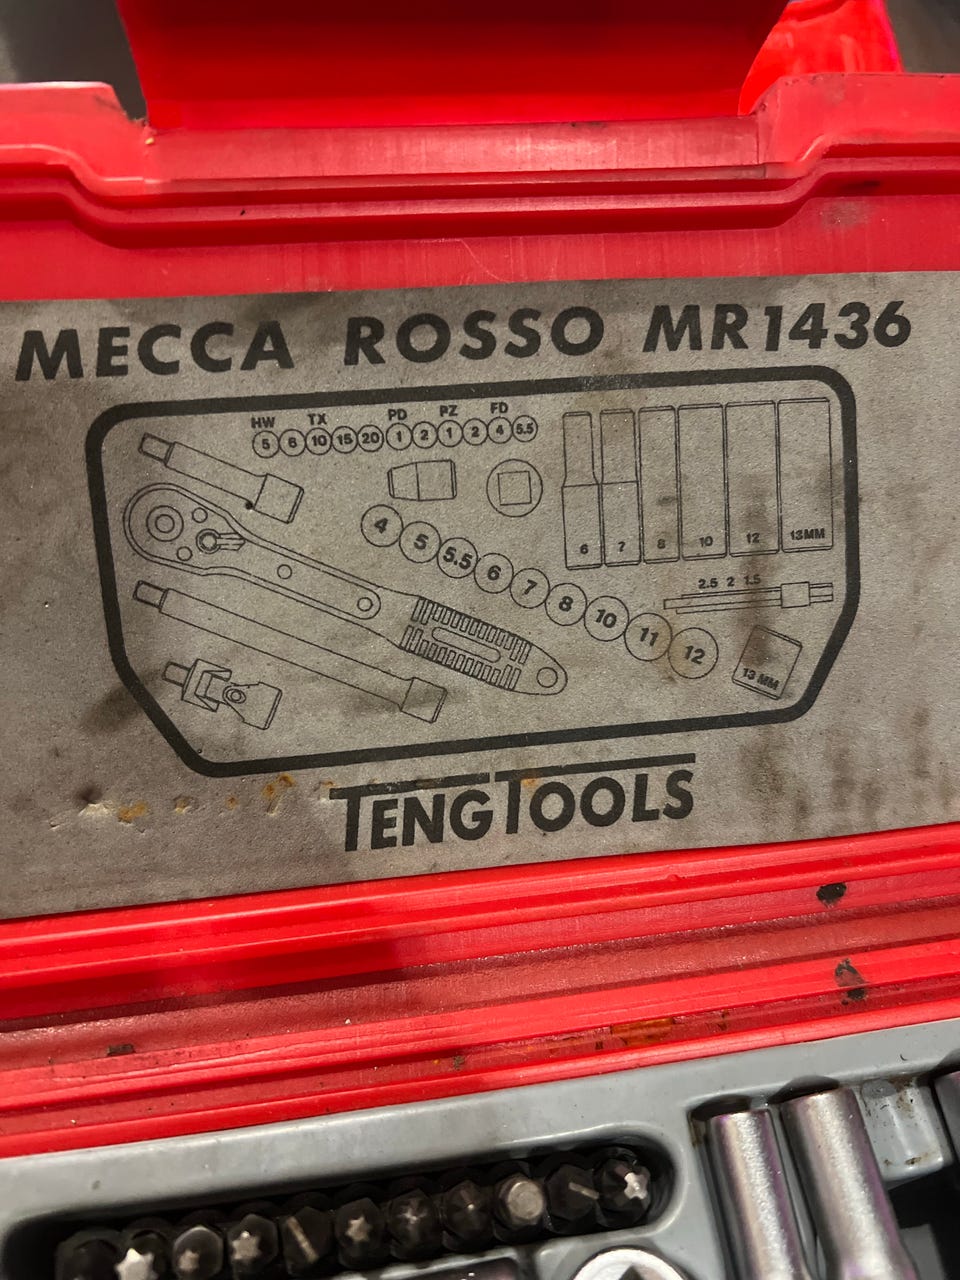 MECCA ROSSO MR1436
HW TX PD PZ FD
5 6 10 15 20 1 2 1 2 4 5.5
4 5 5.5 6 7 8 10 11 12
6 7 8 10 12 13MM
2.5 2 1.5
13 MM
TENGTOOLS